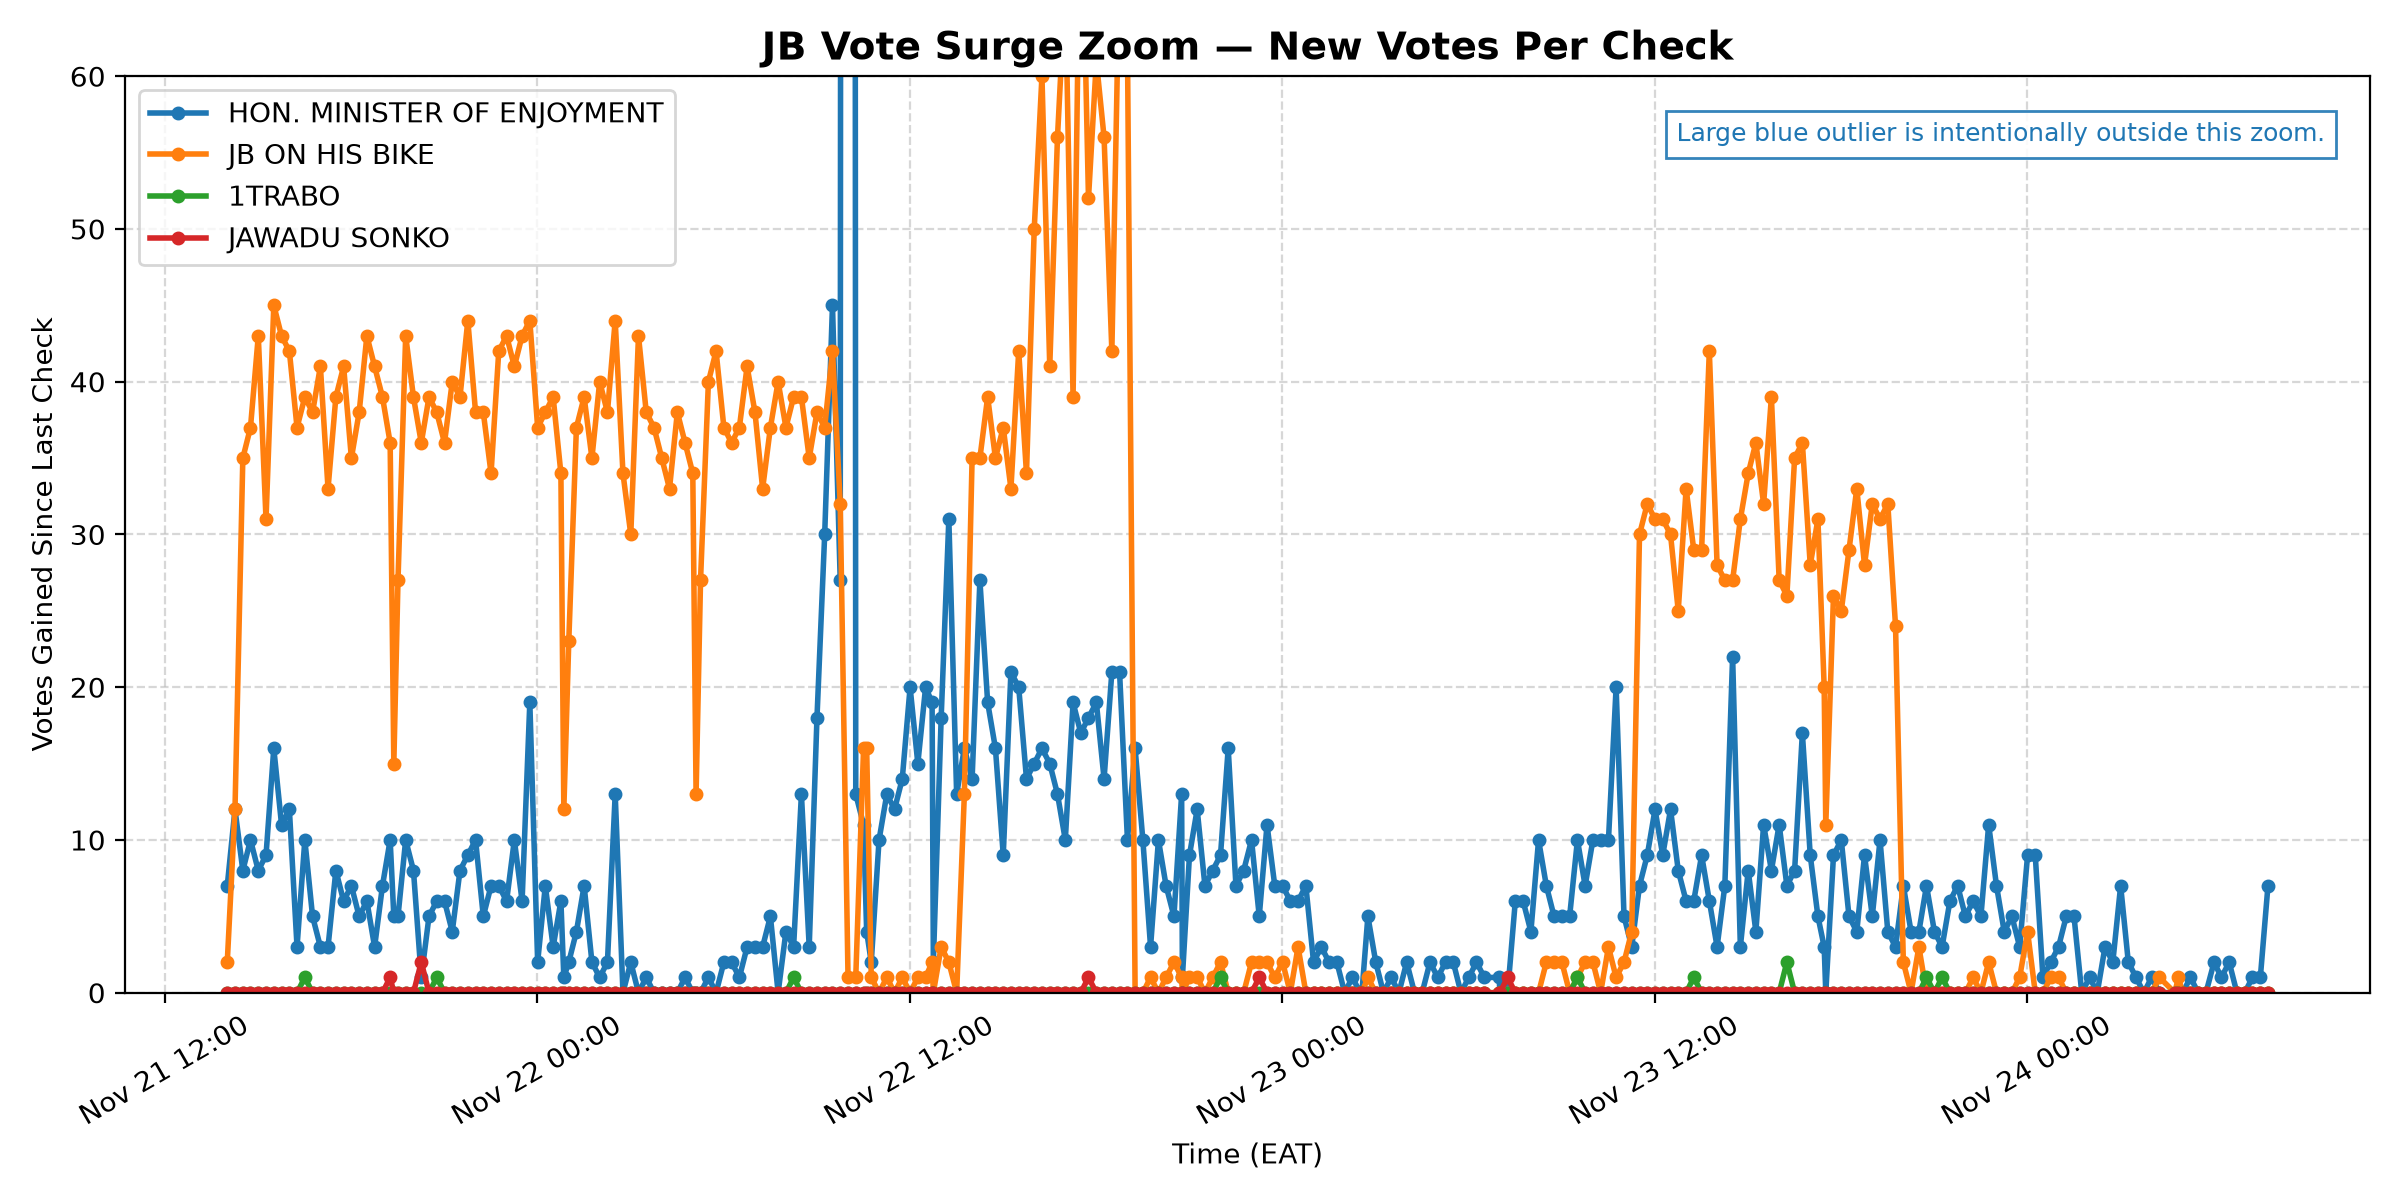 JB Vote Surge Zoom — New Votes Per Check
HON. MINISTER OF ENJOYMENT
JB ON HIS BIKE
1TRABO
JAWADU SONKO
Large blue outlier is intentionally outside this zoom.
Votes Gained Since Last Check
60
50
40
30
20
10
0
Nov 21 12:00
Nov 22 00:00
Nov 22 12:00
Nov 23 00:00
Nov 23 12:00
Nov 24 00:00
Time (EAT)